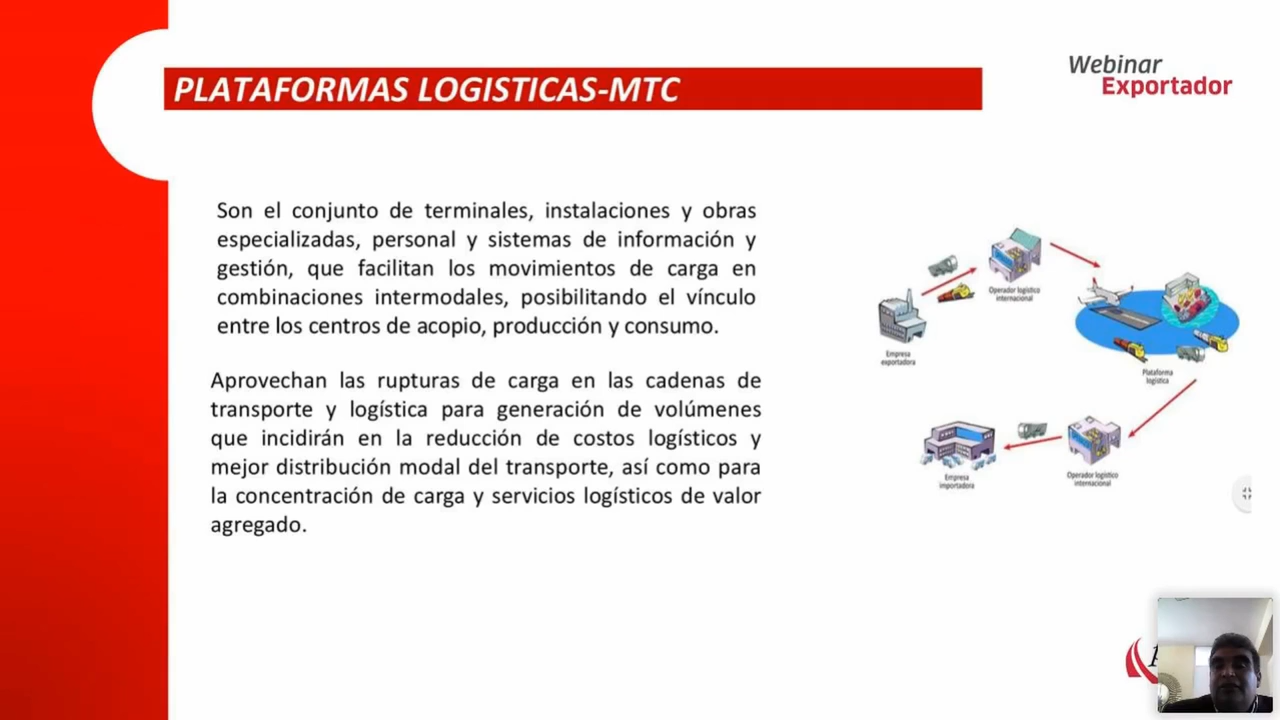 PLATAFORMAS LOGISTICAS-MTC
Webinar
Exportador
Son el conjunto de terminales, instalaciones y obras
especializadas, personal y sistemas de información y
gestión, que facilitan los movimientos de carga en
combinaciones intermodales, posibilitando el vínculo
entre los centros de acopio, producción y consumo.
Aprovechan las rupturas de carga en las cadenas de
transporte y logística para generación de volúmenes
que incidirán en la reducción de costos logísticos y
mejor distribución modal del transporte, así como para
la concentración de carga y servicios logísticos de valor
agregado.
Operador logístico
internacional
Empresa
exportadora
Plataforma
logística
Operador logístico
internacional
Empresa
importadora